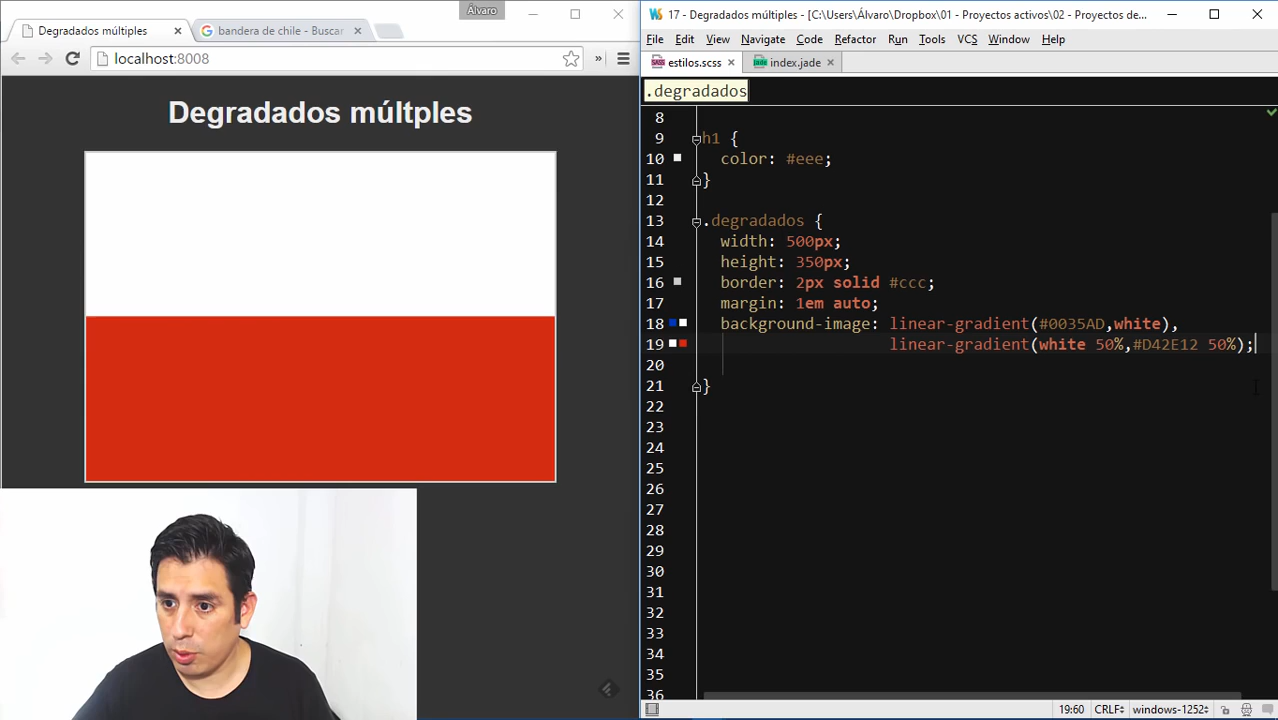 Álvaro
Degradados múltiples
bandera de chile - Buscar
localhost:8008
»
Degradados múltples
17 - Degradados múltiples - [C:\Users\Álvaro\Dropbox\01 - Proyectos activos\02 - Proyectos de...
File Edit View Navigate Code Refactor Run Tools VCS Window Help
estilos.scss
index.jade
.degradados
8
9 h1 {
10 color: #eee;
11 }
12
13 .degradados {
14 width: 500px;
15 height: 350px;
16 border: 2px solid #ccc;
17 margin: 1em auto;
18 background-image: linear-gradient(#0035AD,white),
19 linear-gradient(white 50%,#D42E12 50%);
20
21 }
22
23
24
25
26
27
28
29
30
31
32
33
34
35
36
19:60 CRLF÷ windows-1252÷